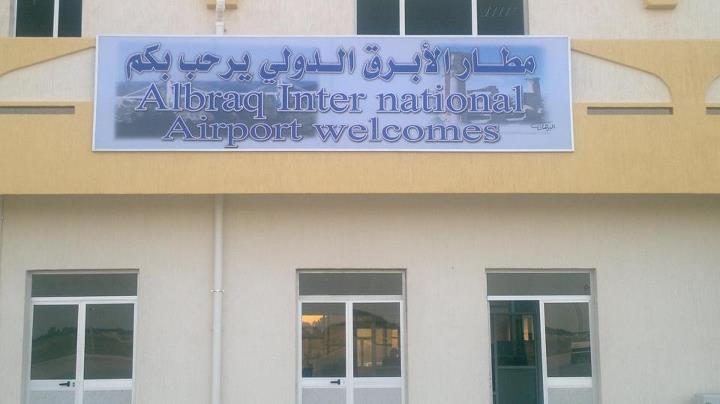 مطار الأبرق الدولي يرحب بكم
Albraq Inter national
Airport welcomes